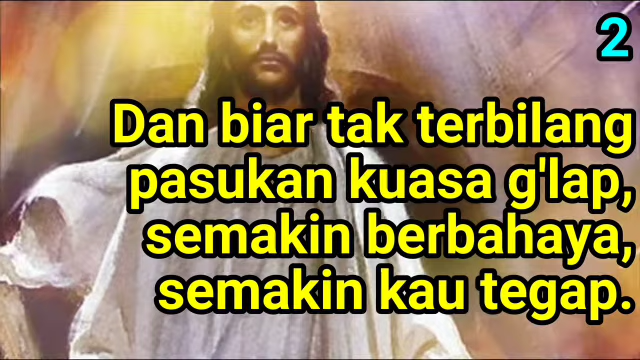 2
Dan biar tak terbilang
pasukan kuasa g'lap,
semakin berbahaya,
semakin kau tegap.